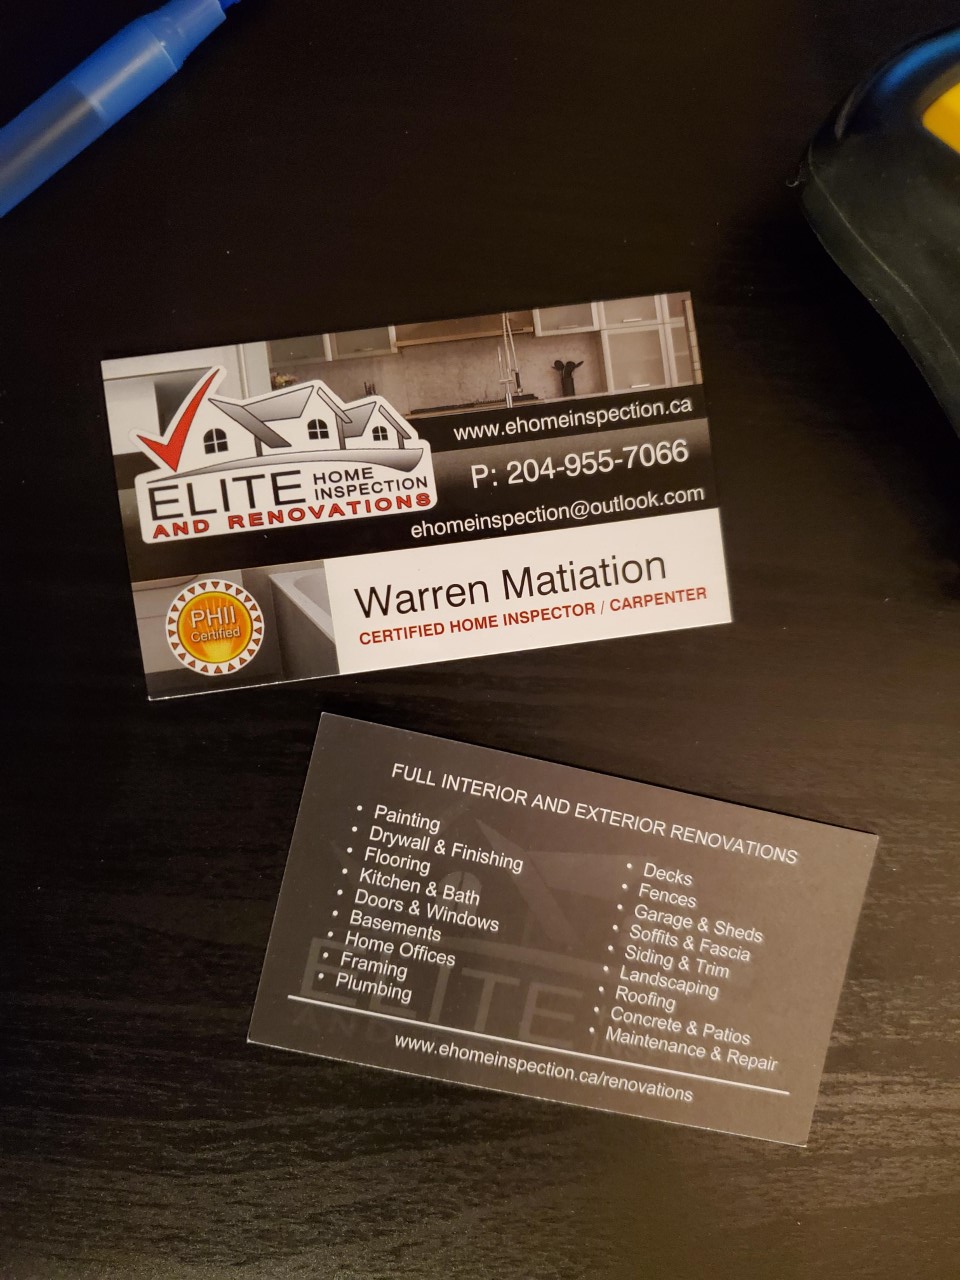 www.ehomeinspection.ca
P: 204-955-7066
ehomeinspection@outlook.com
ELITE HOME
INSPECTION
AND RENOVATIONS
PHII
Certified
Warren Matiation
CERTIFIED HOME INSPECTOR / CARPENTER
FULL INTERIOR AND EXTERIOR RENOVATIONS
• Painting
• Drywall & Finishing
• Flooring
• Kitchen & Bath
• Doors & Windows
• Basements
• Home Offices
• Framing
• Plumbing
• Decks
• Fences
• Garage & Sheds
• Soffits & Fascia
• Siding & Trim
• Landscaping
• Roofing
• Concrete & Patios
• Maintenance & Repair
ELITE
AND
www.ehomeinspection.ca/renovations